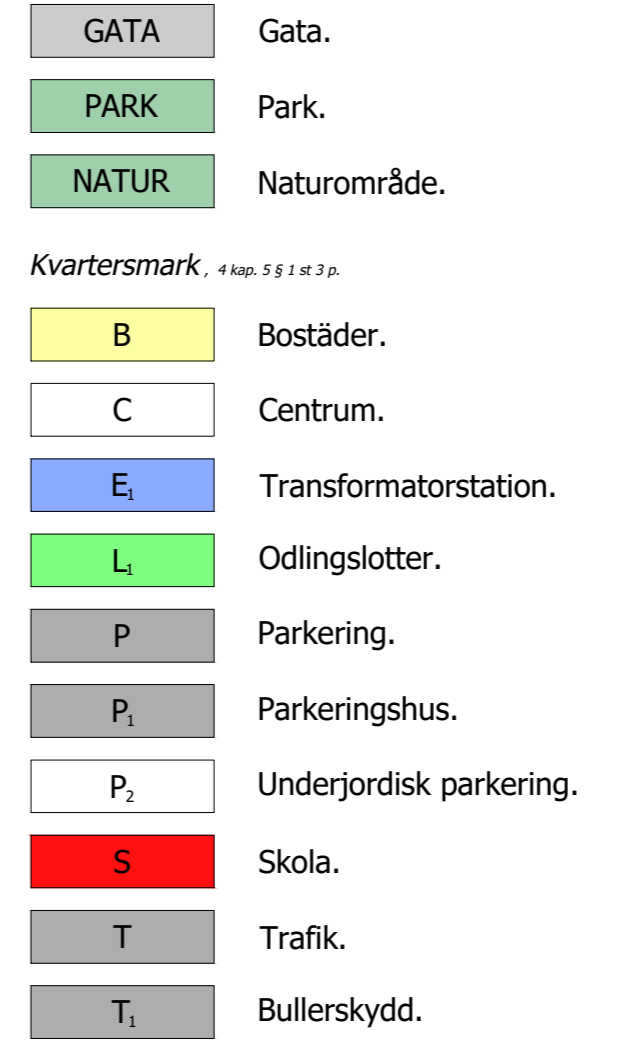 GATA Gata.
PARK Park.
NATUR Naturområde.
Kvartersmark , 4 kap. 5 § 1 st 3 p.
B Bostäder.
C Centrum.
E₁ Transformatorstation.
L₁ Odlingslotter.
P Parkering.
P₁ Parkeringshus.
P₂ Underjordisk parkering.
S Skola.
T Trafik.
T₁ Bullerskydd.